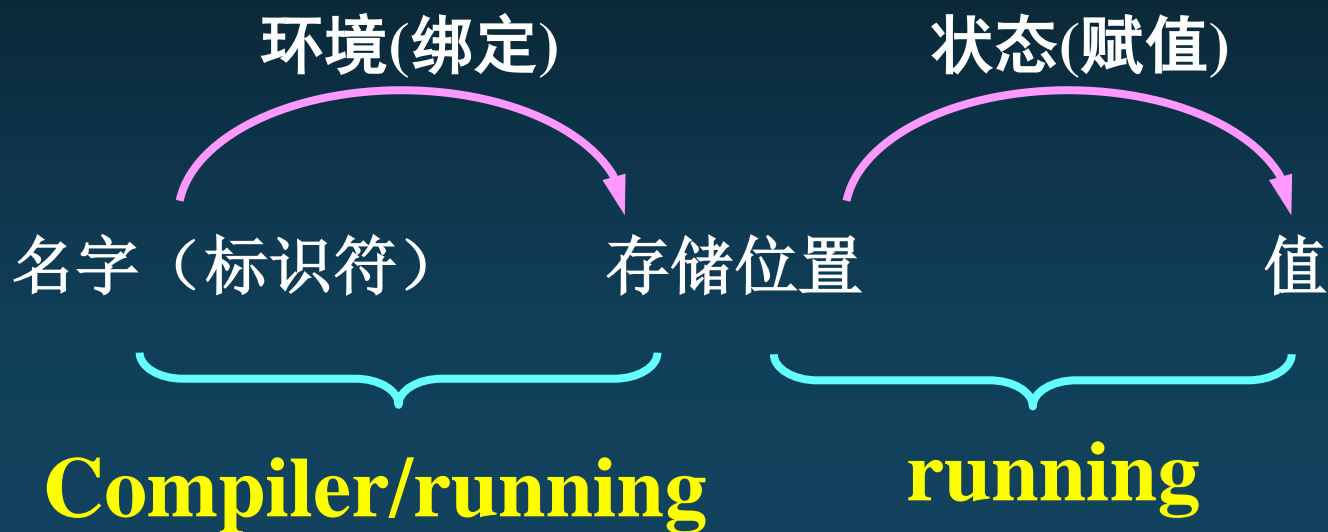 环境(绑定) 状态(赋值)
名字（标识符） 存储位置 值
Compiler/running running